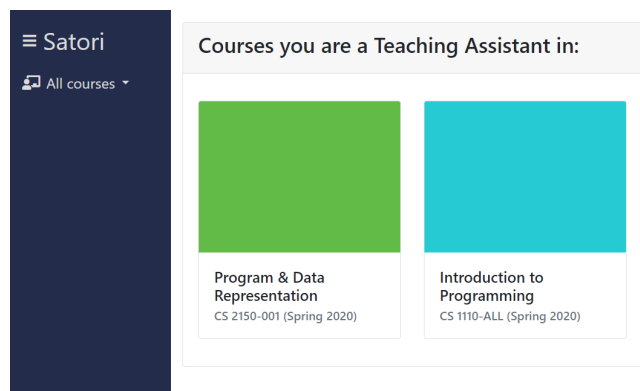 Satori
All courses
Courses you are a Teaching Assistant in:
Program & Data
Representation
CS 2150-001 (Spring 2020)
Introduction to
Programming
CS 1110-ALL (Spring 2020)